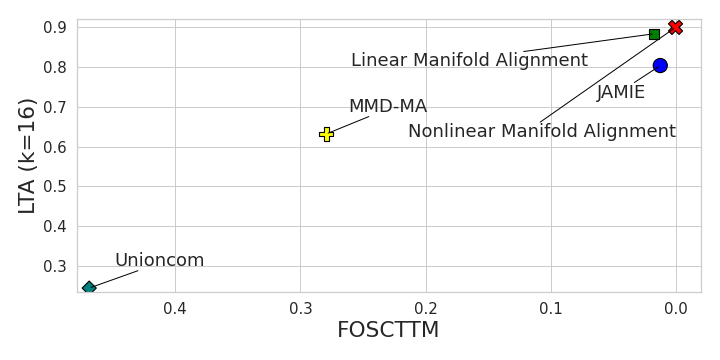 0.9
0.8
0.7
0.6
0.5
0.4
0.3
LTA (k=16)
Linear Manifold Alignment
JAMIE
MMD-MA
Nonlinear Manifold Alignment
Unioncom
0.4 0.3 0.2 0.1 0.0
FOSCTTM